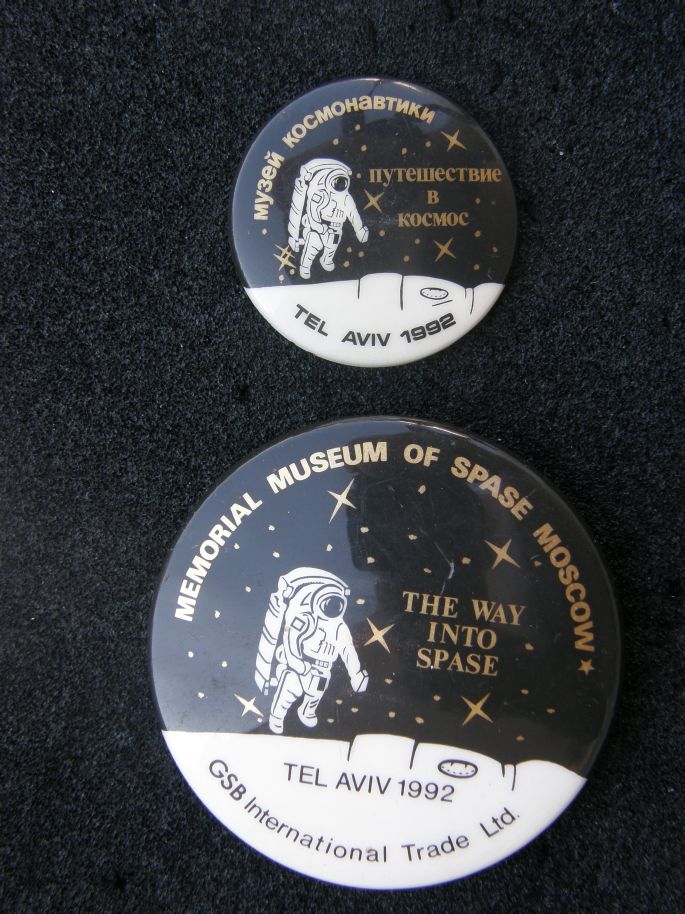 музей космонавтики
путешествие
в
космос
TEL AVIV 1992
MEMORIAL MUSEUM OF SPASE MOSCOW
THE WAY
INTO
SPASE
TEL AVIV 1992
GSB International Trade Ltd.